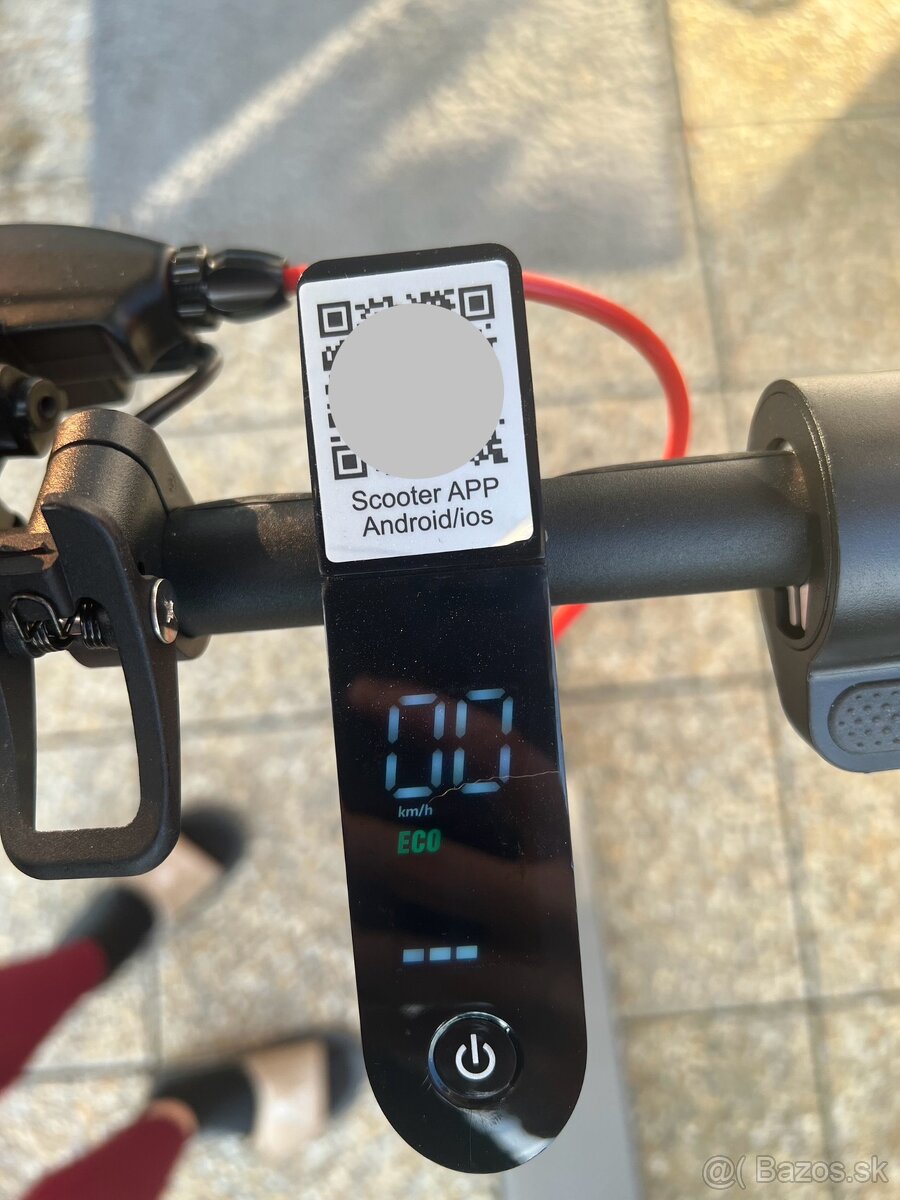 Scooter APP
Android/ios
00
km/h
ECO
@( Bazos.sk